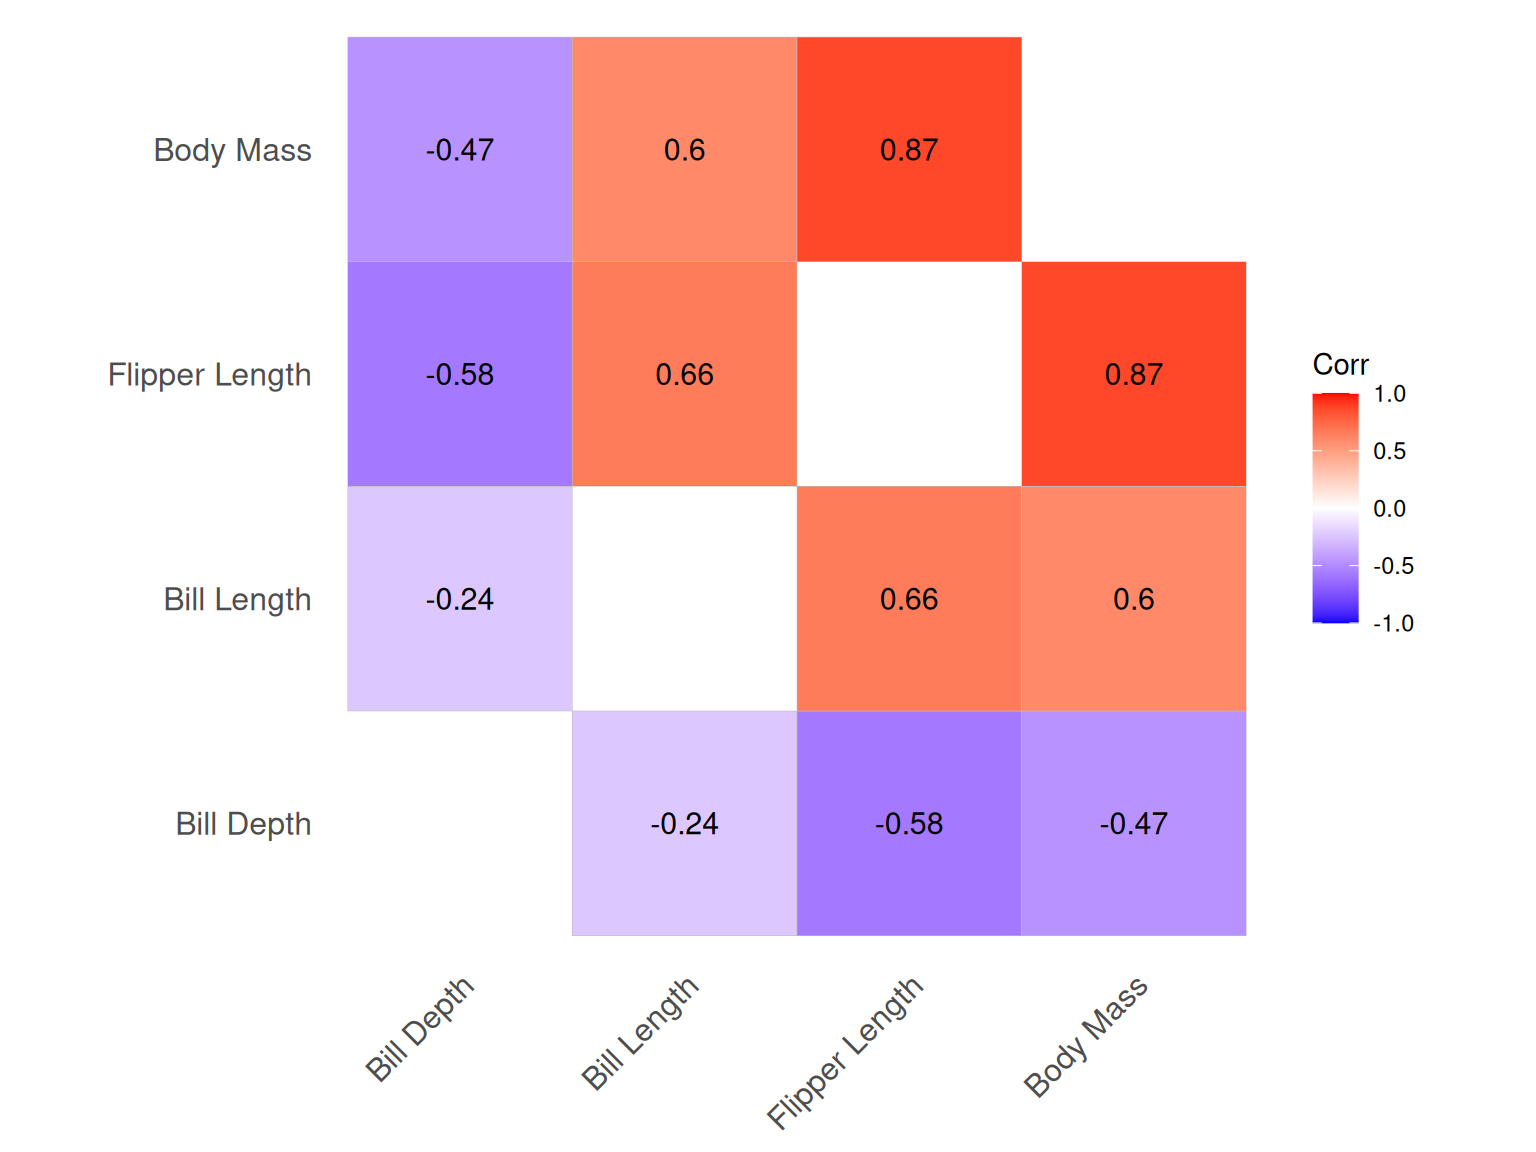 Body Mass -0.47 0.6 0.87
Flipper Length -0.58 0.66 0.87
Bill Length -0.24 0.66 0.6
Bill Depth -0.24 -0.58 -0.47
Bill Depth
Bill Length
Flipper Length
Body Mass
Corr
1.0
0.5
0.0
-0.5
-1.0